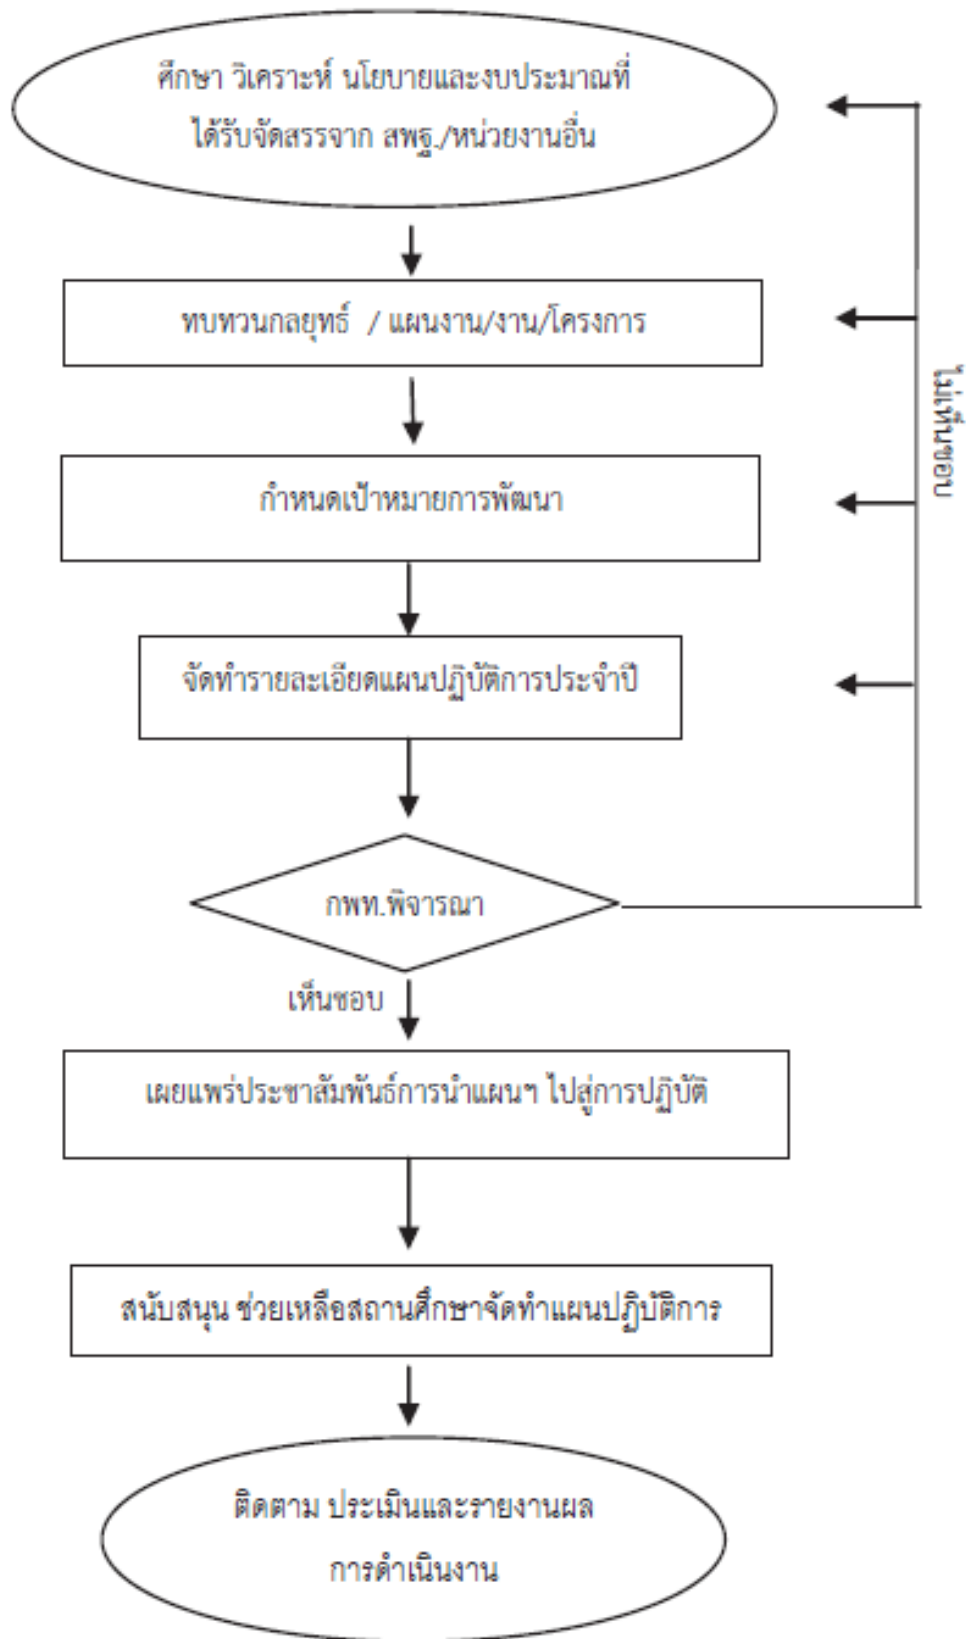 ศึกษา วิเคราะห์ นโยบายและงบประมาณที่
ได้รับจัดสรรจาก สพฐ./หน่วยงานอื่น
ทบทวนกลยุทธ์ / แผนงาน/งาน/โครงการ
ไม่เห็นชอบ
กำหนดเป้าหมายการพัฒนา
จัดทำรายละเอียดแผนปฏิบัติการประจำปี
กพท.พิจารณา
เห็นชอบ
เผยแพร่ประชาสัมพันธ์การนำแผนฯ ไปสู่การปฏิบัติ
สนับสนุน ช่วยเหลือสถานศึกษาจัดทำแผนปฏิบัติการ
ติดตาม ประเมินและรายงานผล
การดำเนินงาน